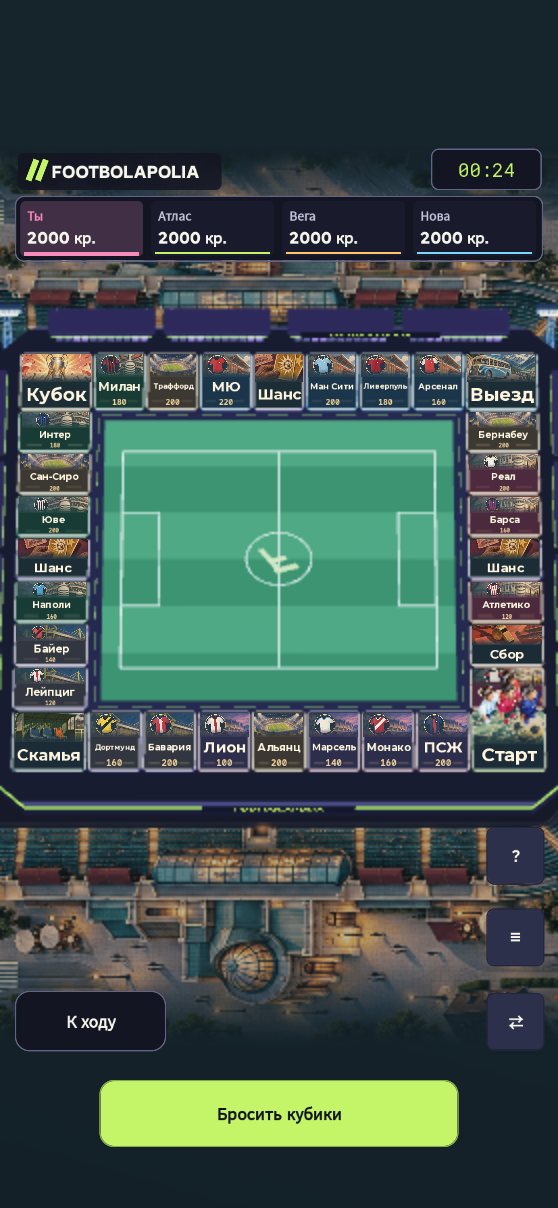 FOOTBOLAPOLIA
00:24
Ты
2000 кр.
Атлас
2000 кр.
Вега
2000 кр.
Нова
2000 кр.
Кубок
Милан
180
Траффорд
200
МЮ
220
Шанс
Ман Сити
200
Ливерпуль
180
Арсенал
160
Выезд
Интер
180
Бернабеу
200
Сан-Сиро
200
Реал
200
Юве
200
Барса
160
Шанс
Шанс
Наполи
160
Атлетико
120
Байер
140
Сбор
Лейпциг
120
Скамья
Дортмунд
160
Бавария
200
Лион
100
Альянц
200
Марсель
140
Монако
160
ПСЖ
200
Старт
?
≡
К ходу
⇄
Бросить кубики